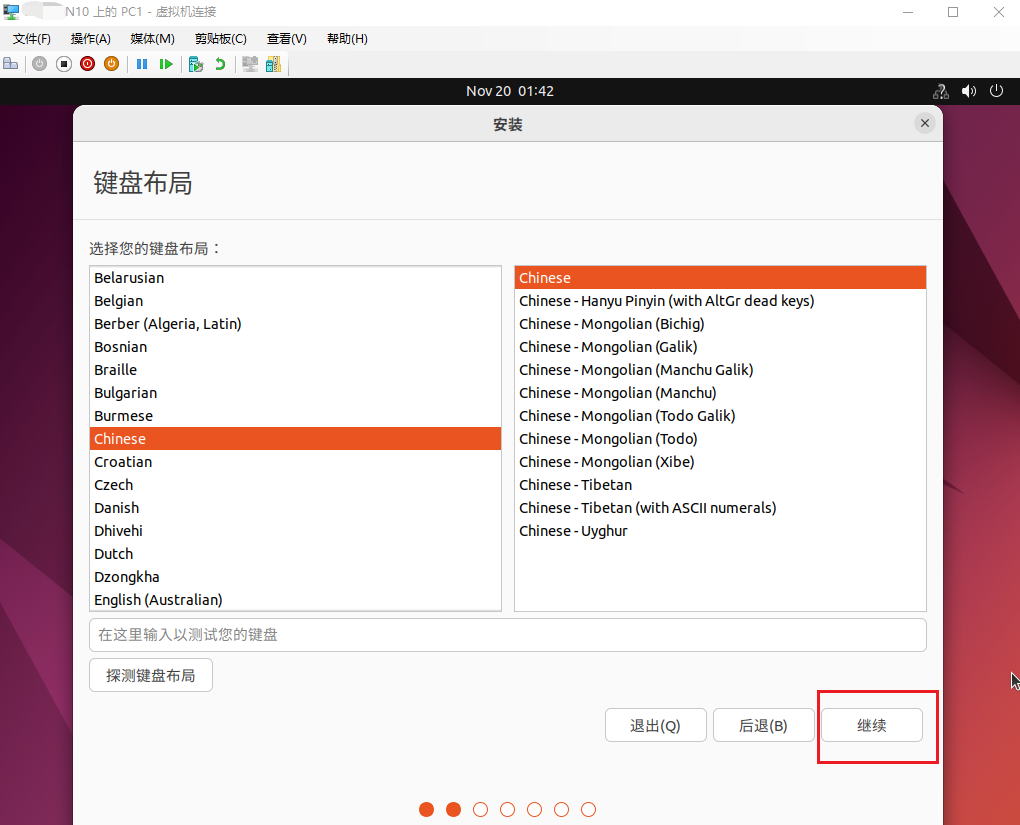 N10 上的 PC1 - 虚拟机连接
文件(F) 操作(A) 媒体(M) 剪贴板(C) 查看(V) 帮助(H)
Nov 20 01:42
安装
键盘布局
选择您的键盘布局：
Belarusian
Belgian
Berber (Algeria, Latin)
Bosnian
Braille
Bulgarian
Burmese
Chinese
Croatian
Czech
Danish
Dhivehi
Dutch
Dzongkha
English (Australian)
Chinese
Chinese - Hanyu Pinyin (with AltGr dead keys)
Chinese - Mongolian (Bichig)
Chinese - Mongolian (Galik)
Chinese - Mongolian (Manchu Galik)
Chinese - Mongolian (Manchu)
Chinese - Mongolian (Todo Galik)
Chinese - Mongolian (Todo)
Chinese - Mongolian (Xibe)
Chinese - Tibetan
Chinese - Tibetan (with ASCII numerals)
Chinese - Uyghur
在这里输入以测试您的键盘
探测键盘布局
退出(Q) 后退(B) 继续